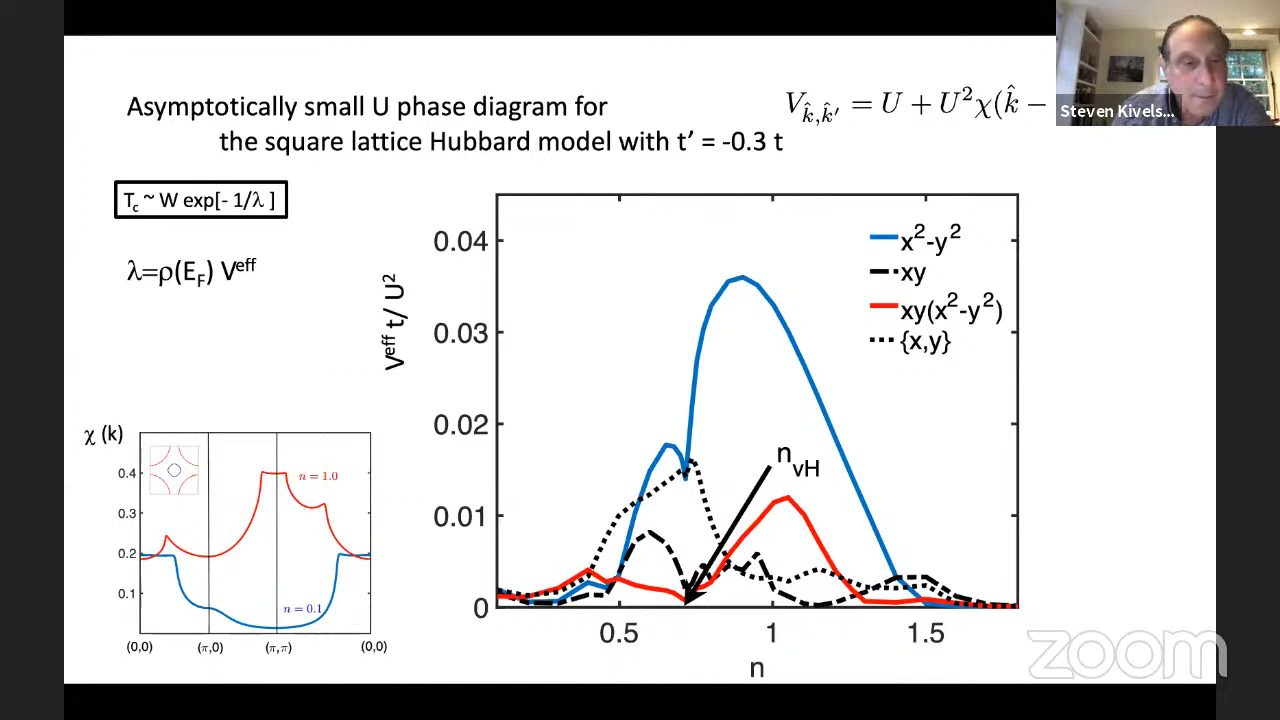 Asymptotically small U phase diagram for
the square lattice Hubbard model with t’ = -0.3 t
V_{k̂,k̂′} = U + U²χ(k̂ −
Steven Kivels...
T_c ~ W exp[- 1/λ ]
λ=ρ(E_F) V^eff
V^eff t/ U²
0.04
0.03
0.02
0.01
0
0.5
1
1.5
n
x²-y²
xy
xy(x²-y²)
{x,y}
n_vH
χ (k)
0.4
0.3
0.2
0.1
n = 1.0
n = 0.1
(0,0)
(π,0)
(π,π)
(0,0)
zoom